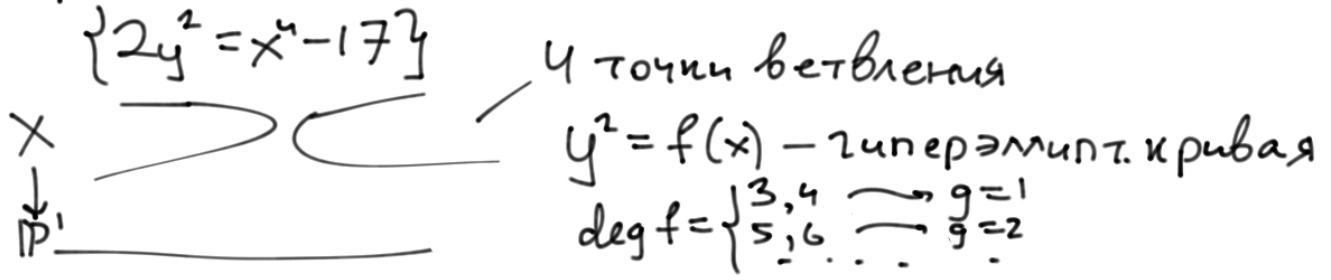 {2y² = x⁴ − 17}
4 точки ветвления
X
↓
ℙ¹
y² = f(x) — гиперэллипт. кривая
deg f = { 3, 4 → g = 1
5, 6 → g = 2
. . . . .